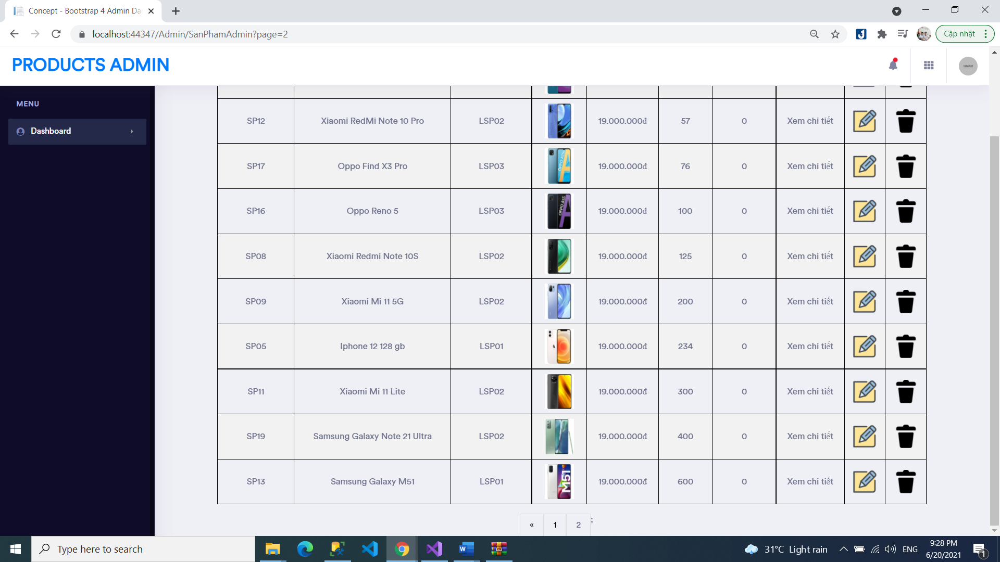 Concept - Bootstrap 4 Admin Da
localhost:44347/Admin/SanPhamAdmin?page=2
Cập nhật
PRODUCTS ADMIN
MENU
Dashboard
SP12 Xiaomi RedMi Note 10 Pro LSP02 19.000.000đ 57 0 Xem chi tiết
SP17 Oppo Find X3 Pro LSP03 OPPO A15 19.000.000đ 76 0 Xem chi tiết
SP16 Oppo Reno 5 LSP03 OPPO A15 19.000.000đ 100 0 Xem chi tiết
SP08 Xiaomi Redmi Note 10S LSP02 19.000.000đ 125 0 Xem chi tiết
SP09 Xiaomi Mi 11 5G LSP02 19.000.000đ 200 0 Xem chi tiết
SP05 Iphone 12 128 gb LSP01 19.000.000đ 234 0 Xem chi tiết
SP11 Xiaomi Mi 11 Lite LSP02 19.000.000đ 300 0 Xem chi tiết
SP19 Samsung Galaxy Note 21 Ultra LSP02 19.000.000đ 400 0 Xem chi tiết
SP13 Samsung Galaxy M51 LSP01 M51 19.000.000đ 600 0 Xem chi tiết
« 1 2 ;
Type here to search
31°C Light rain
ENG
9:28 PM
6/20/2021
1